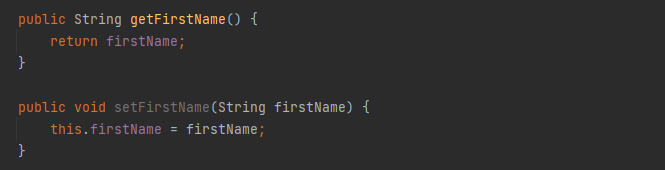 public String getFirstName() {
    return firstName;
}
public void setFirstName(String firstName) {
    this.firstName = firstName;
}